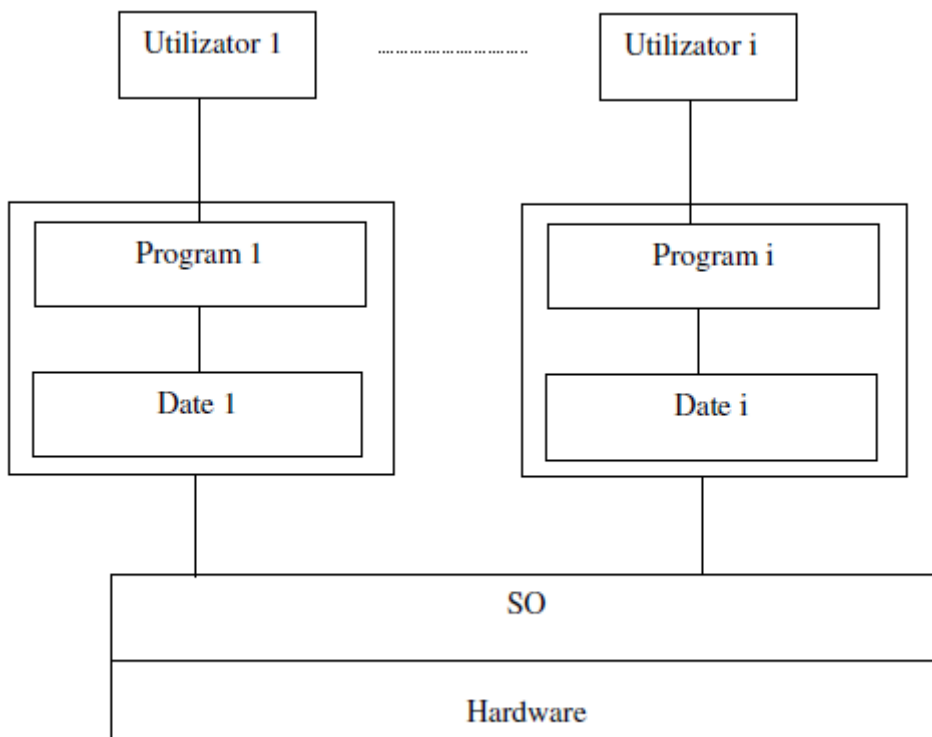 Utilizator 1 ................................ Utilizator i
Program 1 Program i
Date 1 Date i
SO
Hardware